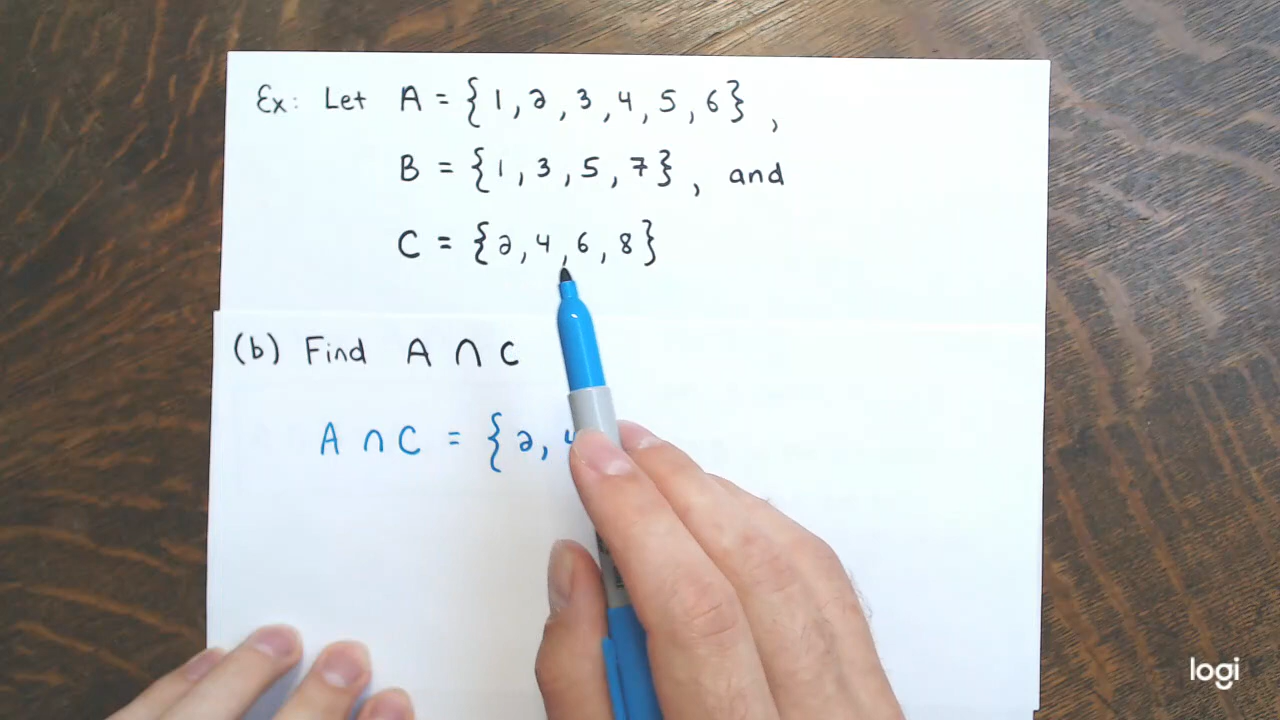 Ex: Let A = {1, 2, 3, 4, 5, 6},
B = {1, 3, 5, 7}, and
C = {2, 4, 6, 8}
(b) Find A ∩ C
A ∩ C = {2, 4
logi